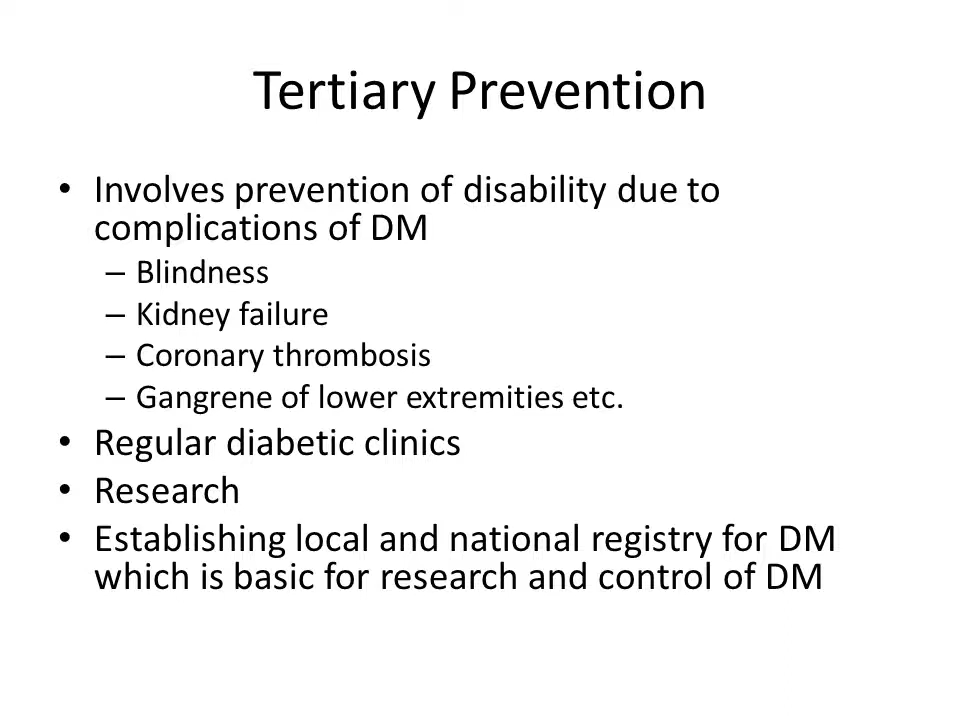 Tertiary Prevention
• Involves prevention of disability due to
complications of DM
– Blindness
– Kidney failure
– Coronary thrombosis
– Gangrene of lower extremities etc.
• Regular diabetic clinics
• Research
• Establishing local and national registry for DM
which is basic for research and control of DM